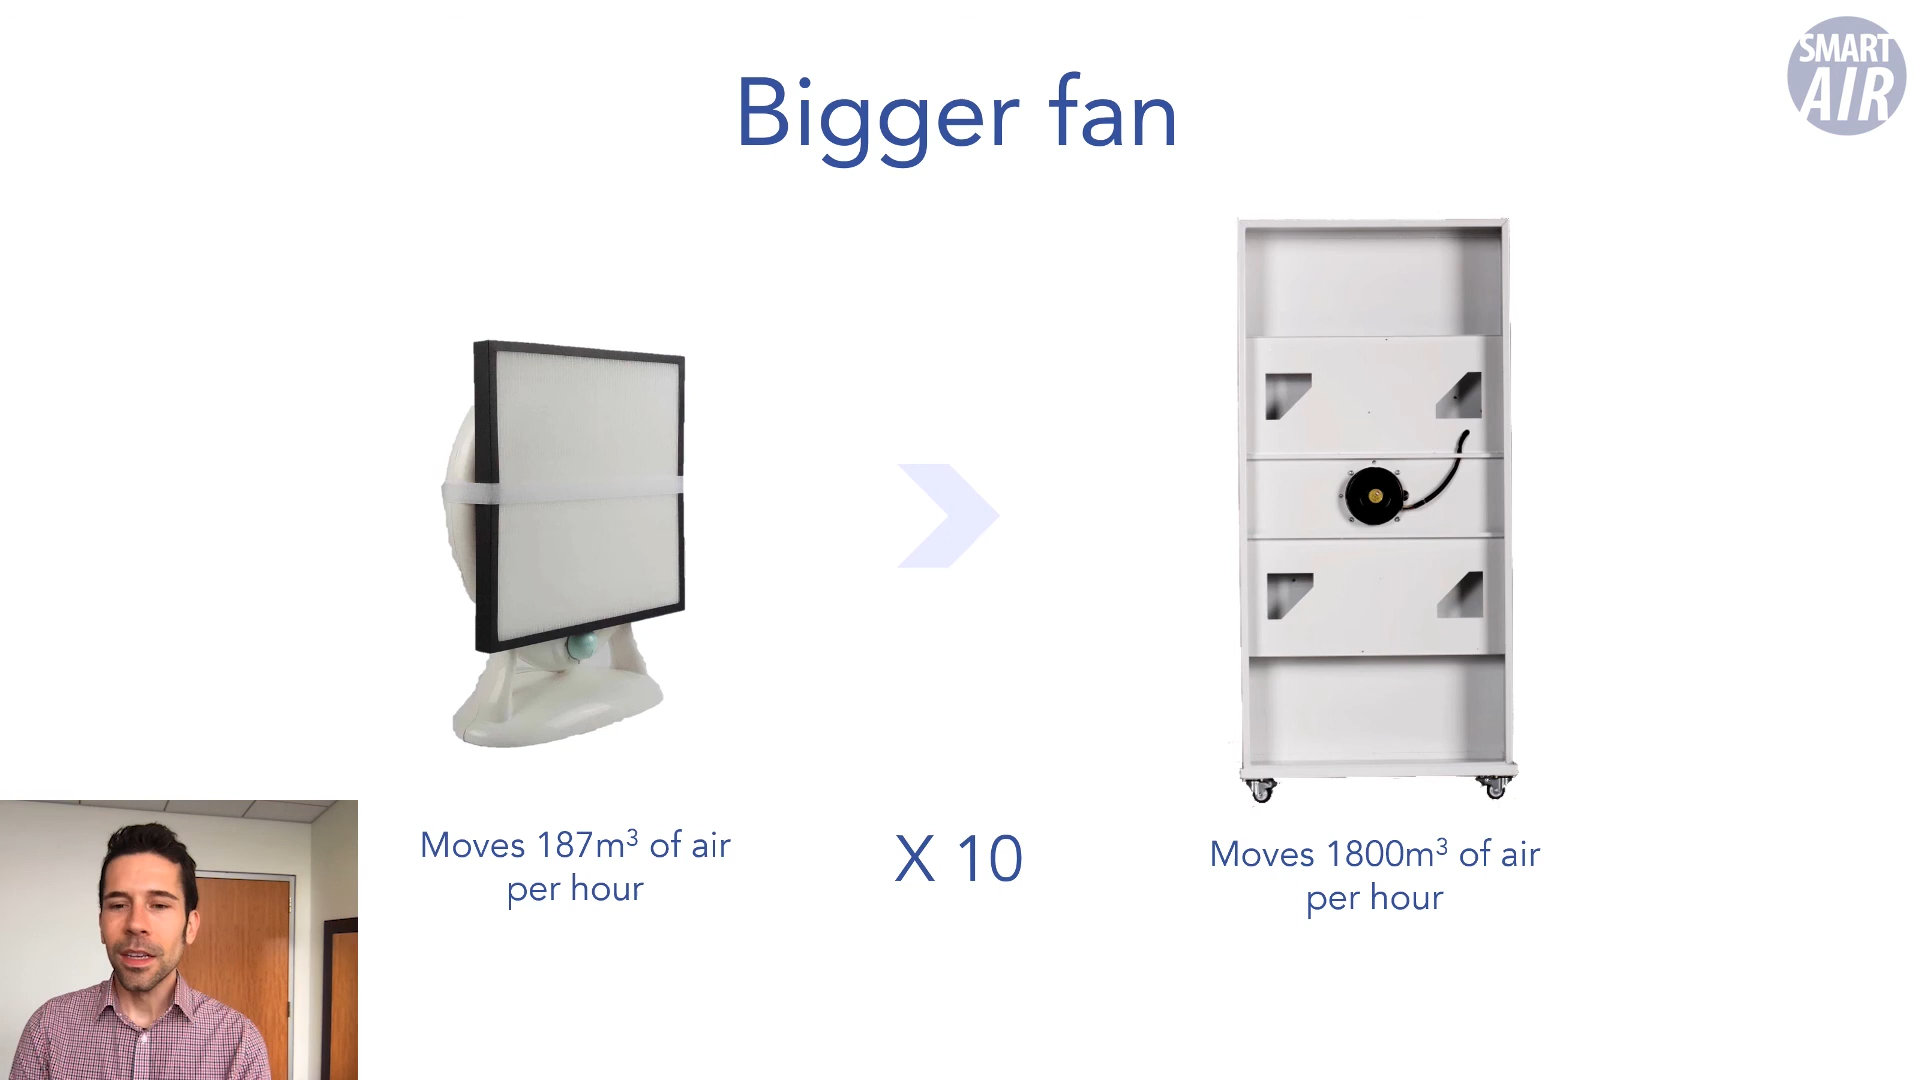 SMART
AIR
Bigger fan
Moves 187m³ of air
per hour
X 10
Moves 1800m³ of air
per hour